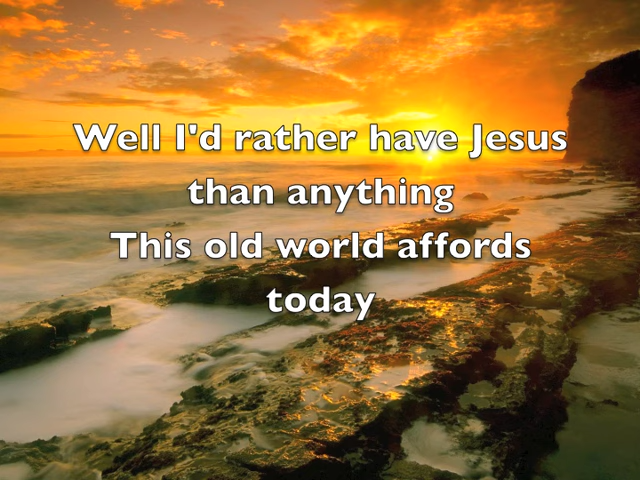 Well I'd rather have Jesus
than anything
This old world affords
today